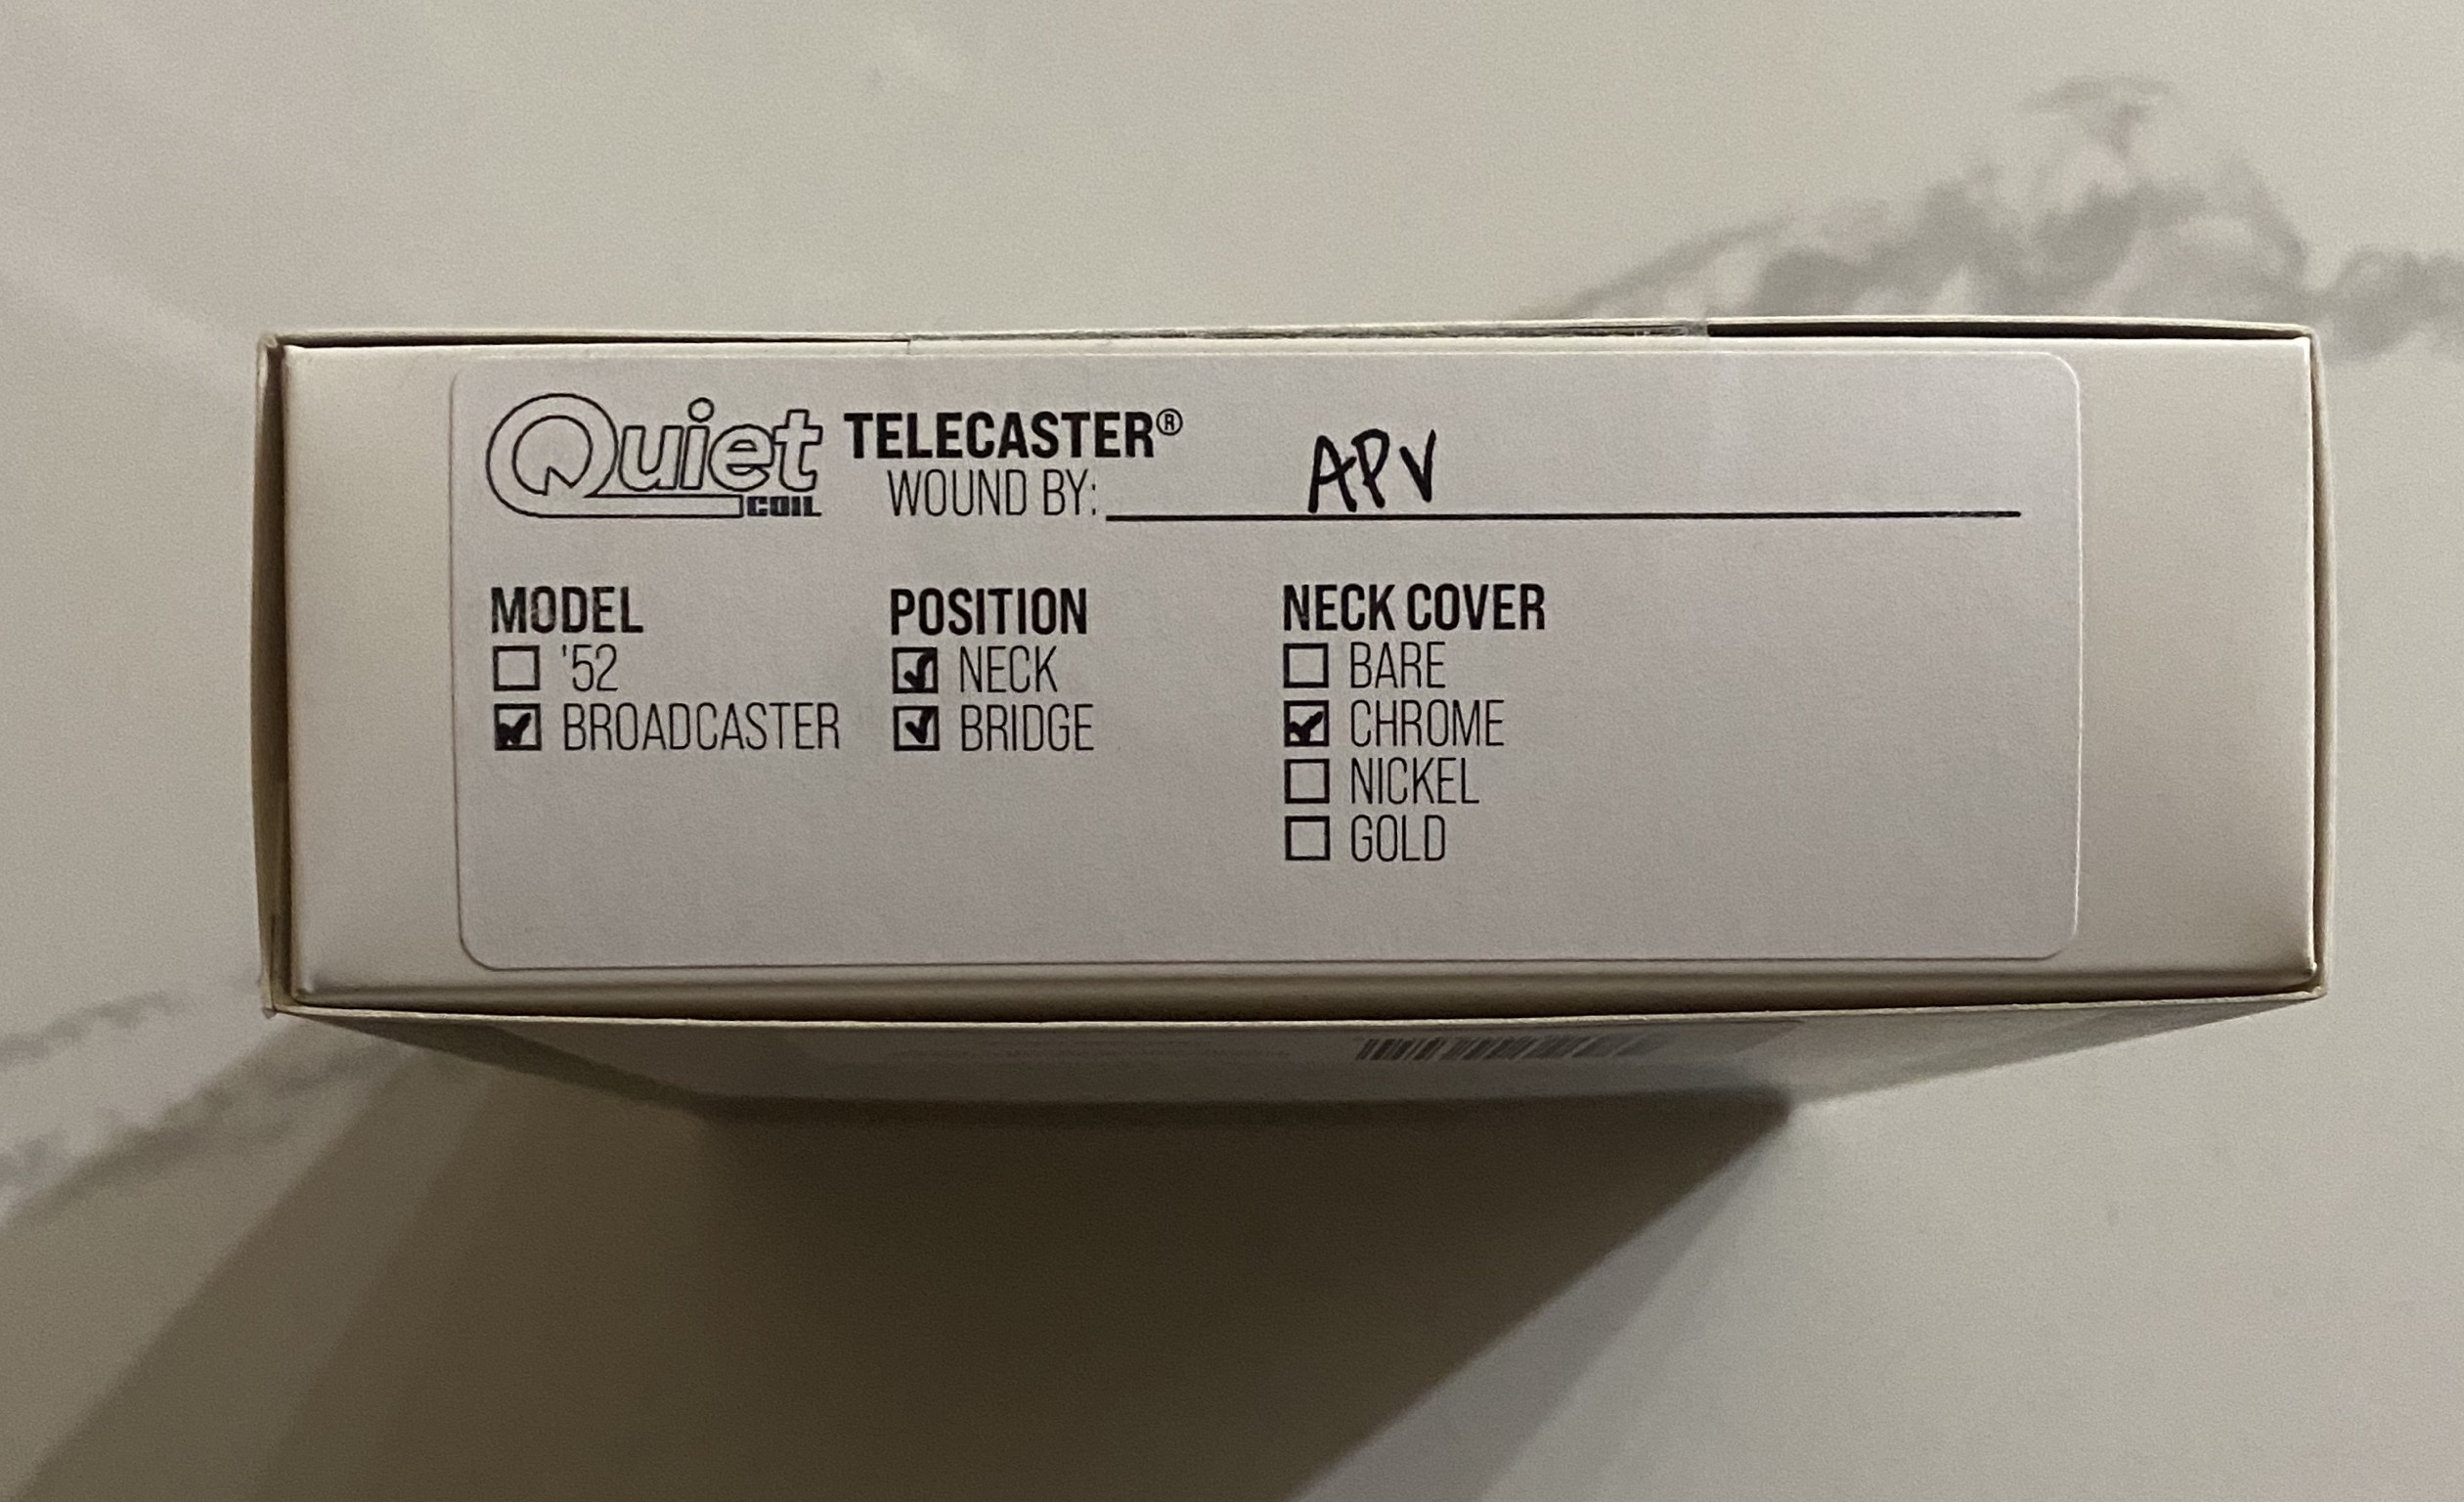 Quiet COIL TELECASTER®
WOUND BY: APV
MODEL
'52
BROADCASTER
POSITION
NECK
BRIDGE
NECK COVER
BARE
CHROME
NICKEL
GOLD